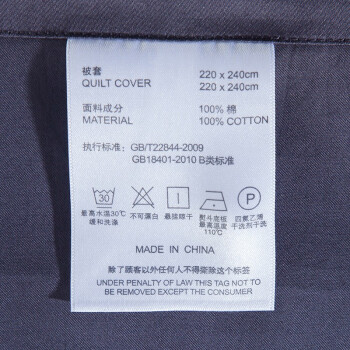 被套 220 x 240cm
QUILT COVER 220 x 240cm
面料成分 100% 棉
MATERIAL 100% COTTON
执行标准: GB/T22844-2009
GB18401-2010 B类标准
30 P
最高水温30℃ 不可漂白 悬挂晾干 熨斗底板 四氯乙烯
缓和洗涤 最高温度 干洗剂干洗
110℃
MADE IN CHINA
除了顾客以外任何人不得撕除这个标签
UNDER PENALTY OF LAW THIS TAG NOT TO
BE REMOVED EXCEPT THE CONSUMER